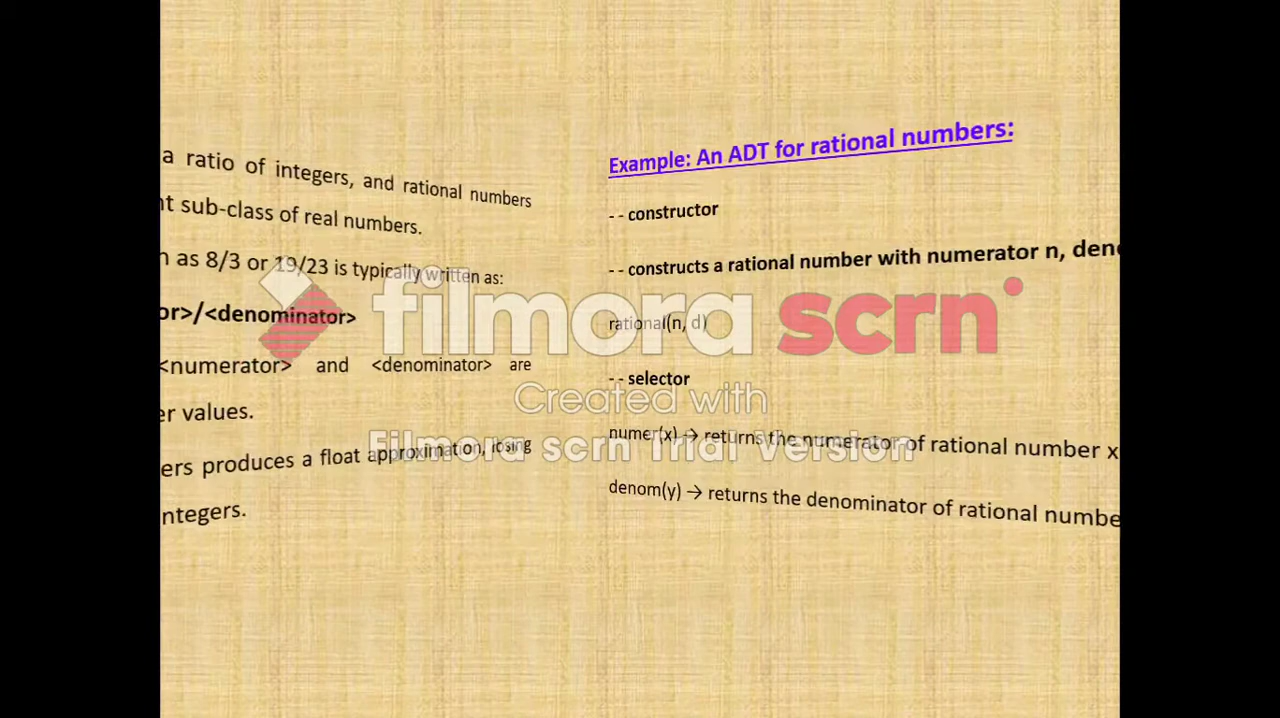 a ratio of integers, and rational numbers
nt sub-class of real numbers.
as 8/3 or 19/23 is typically written as:
or>/<denominator>
<numerator> and <denominator> are
er values.
ers produces a float approximation, losing
ntegers.
Example: An ADT for rational numbers:
- - constructor
- - constructs a rational number with numerator n, deno
rational(n, d)
- - selector
numer(x) → returns the numerator of rational number x
denom(y) → returns the denominator of rational numbe
filmora scrn
Created with
Filmora scrn Trial Version